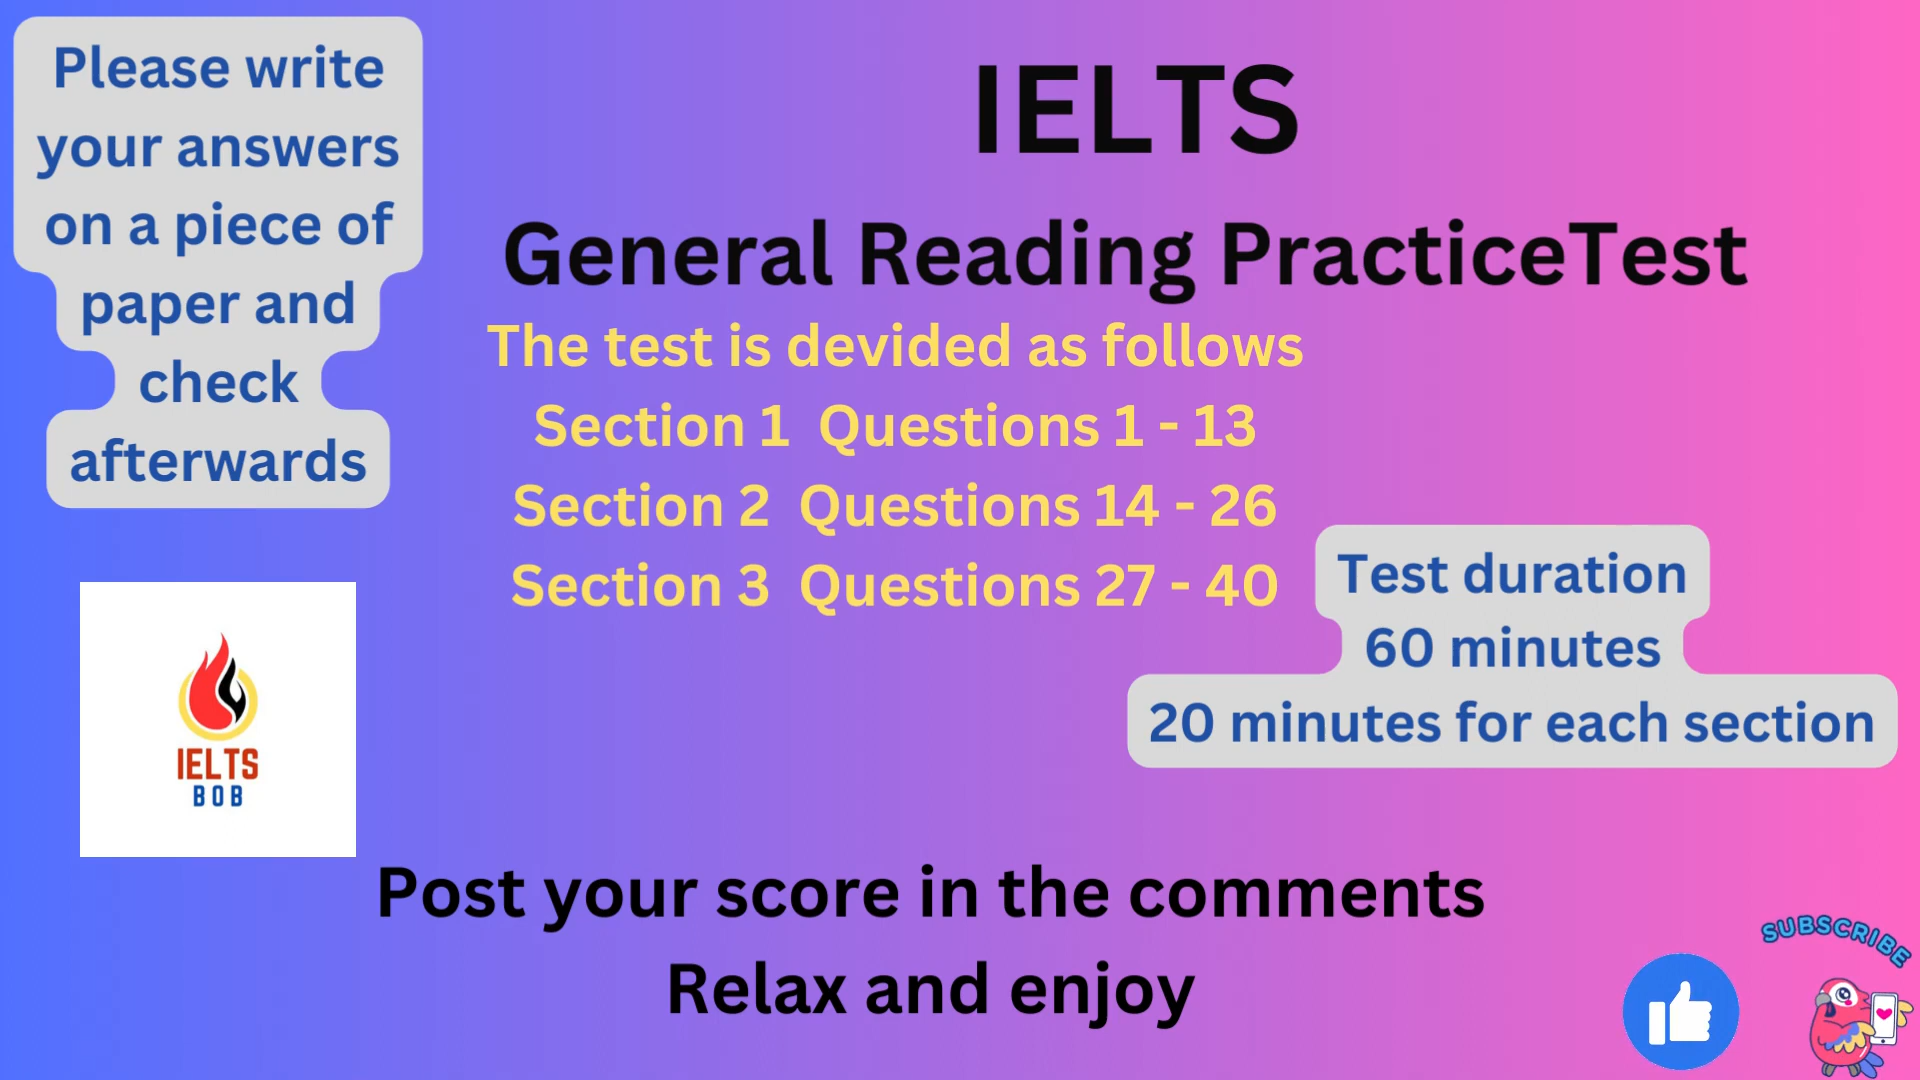 Please write
your answers
on a piece of
paper and
check
afterwards
IELTS
General Reading PracticeTest
The test is devided as follows
Section 1 Questions 1 - 13
Section 2 Questions 14 - 26
Section 3 Questions 27 - 40
Test duration
60 minutes
20 minutes for each section
IELTS
BOB
Post your score in the comments
Relax and enjoy
SUBSCRIBE